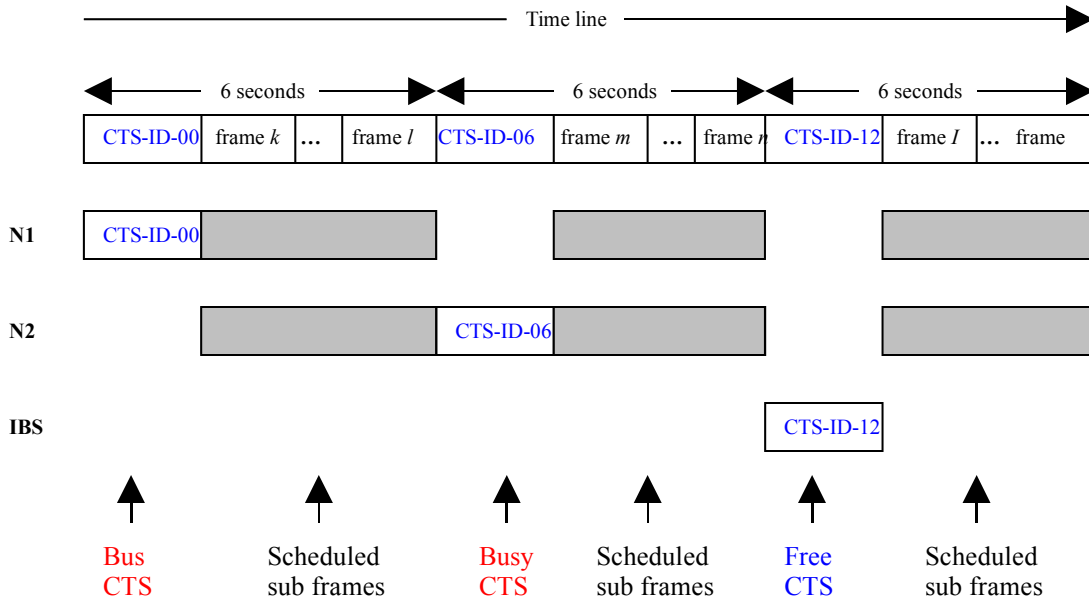 Time line
6 seconds 6 seconds 6 seconds
CTS-ID-00 frame k ... frame l CTS-ID-06 frame m ... frame n CTS-ID-12 frame I ... frame
N1 CTS-ID-00
N2 CTS-ID-06
IBS CTS-ID-12
Bus Scheduled Busy Scheduled Free Scheduled
CTS sub frames CTS sub frames CTS sub frames